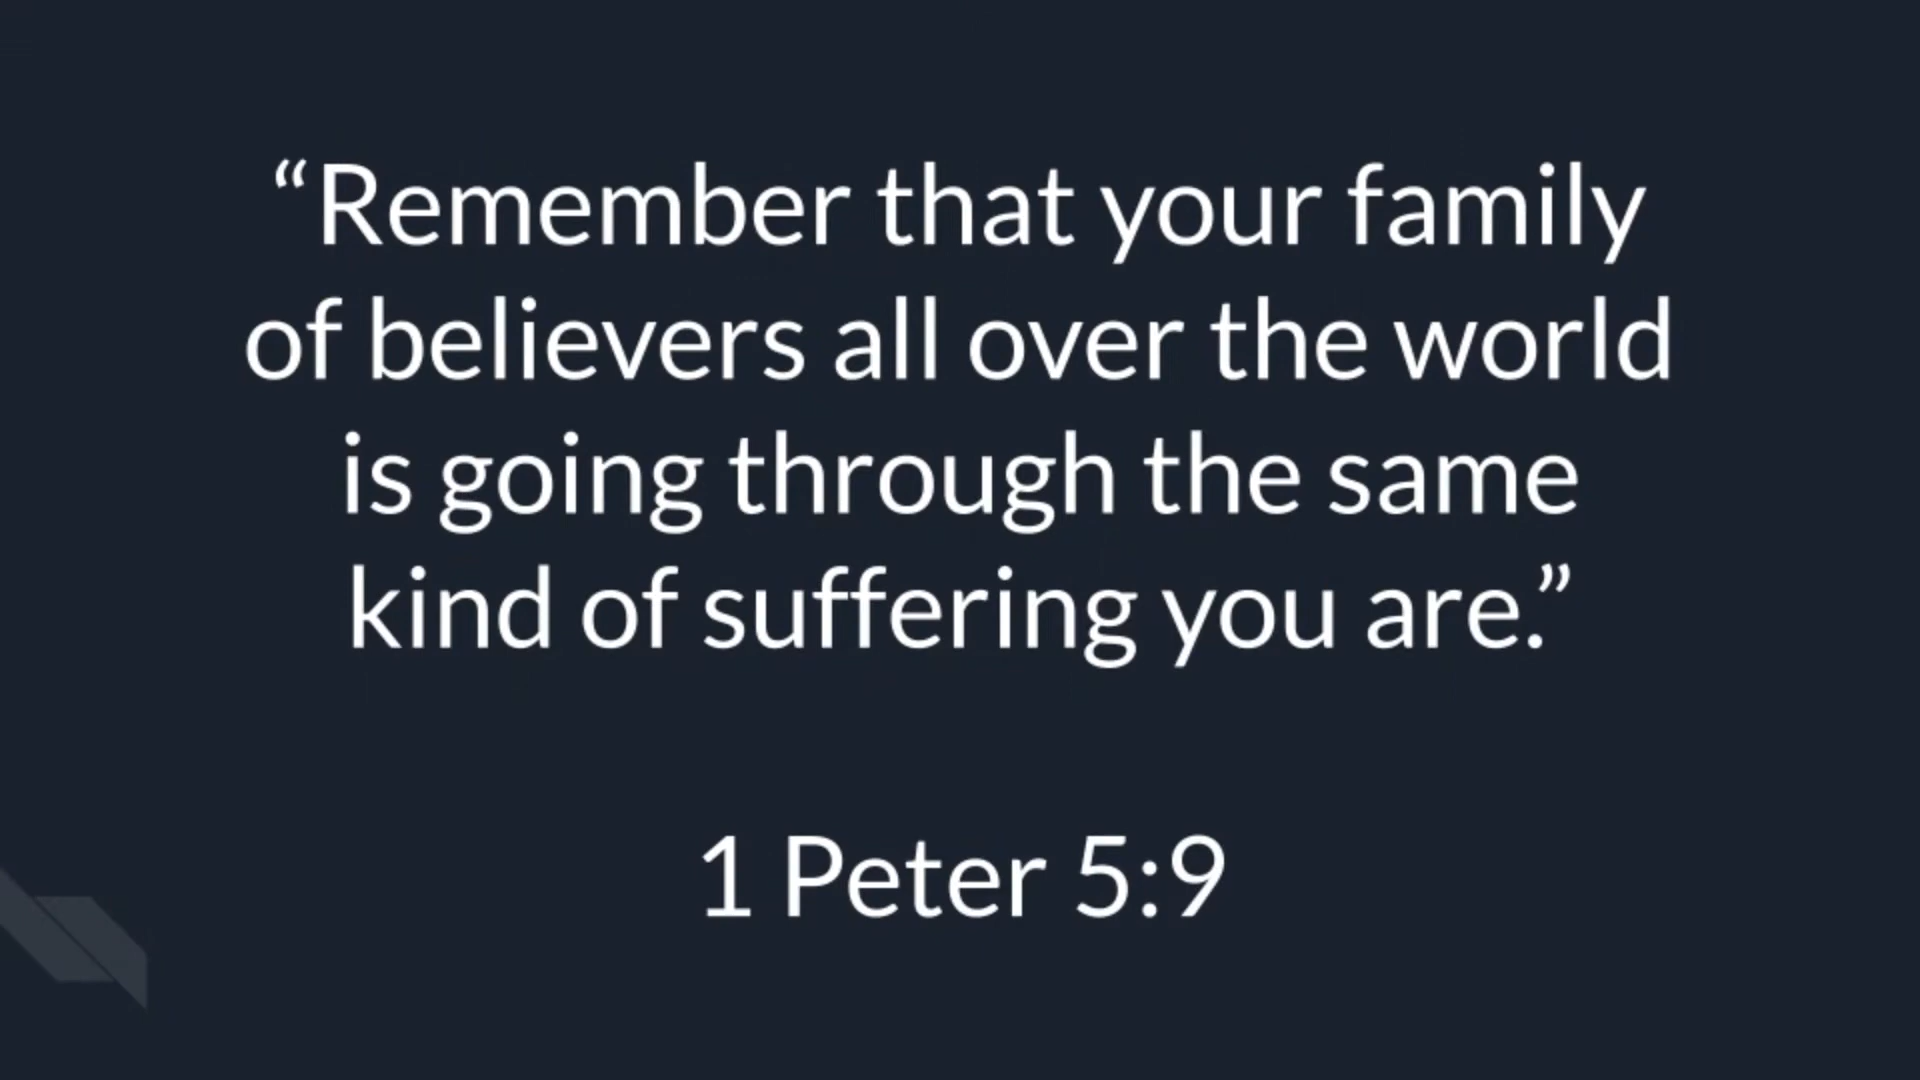 “Remember that your family
of believers all over the world
is going through the same
kind of suffering you are.”
1 Peter 5:9